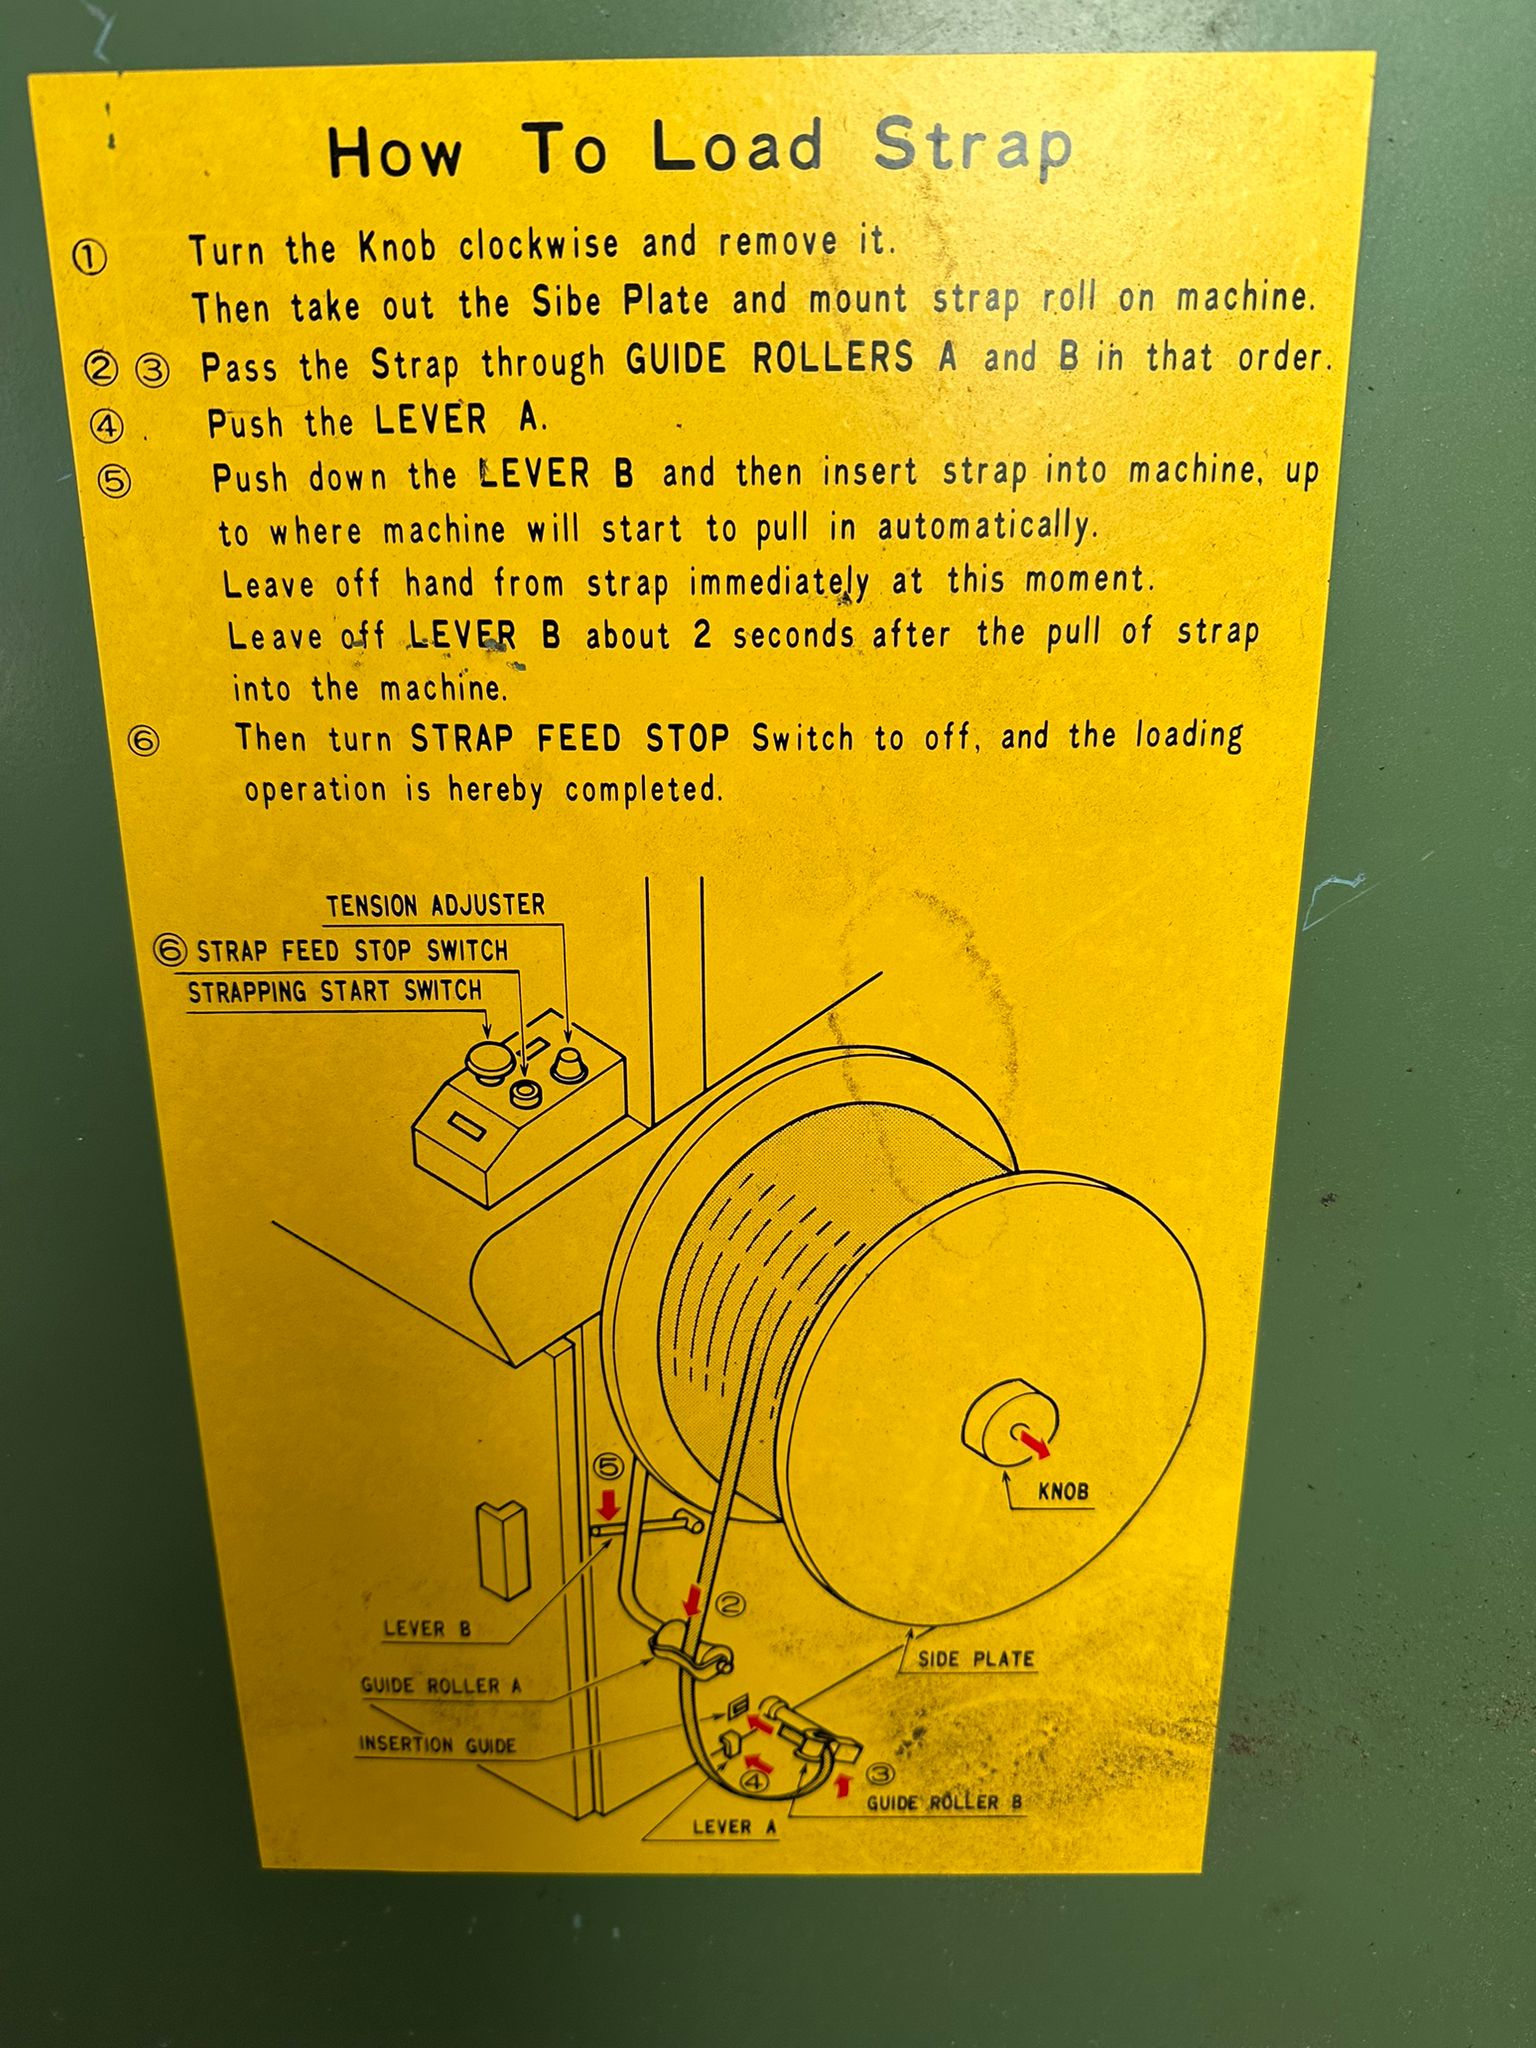 How To Load Strap
① Turn the Knob clockwise and remove it.
Then take out the Sibe Plate and mount strap roll on machine.
② ③ Pass the Strap through GUIDE ROLLERS A and B in that order.
④ Push the LEVER A.
⑤ Push down the LEVER B and then insert strap into machine, up
to where machine will start to pull in automatically.
Leave off hand from strap immediately at this moment.
Leave off LEVER B about 2 seconds after the pull of strap
into the machine.
⑥ Then turn STRAP FEED STOP Switch to off, and the loading
operation is hereby completed.
TENSION ADJUSTER
⑥ STRAP FEED STOP SWITCH
STRAPPING START SWITCH
⑤
KNOB
②
LEVER B
SIDE PLATE
GUIDE ROLLER A
INSERTION GUIDE
④
③
GUIDE ROLLER B
LEVER A